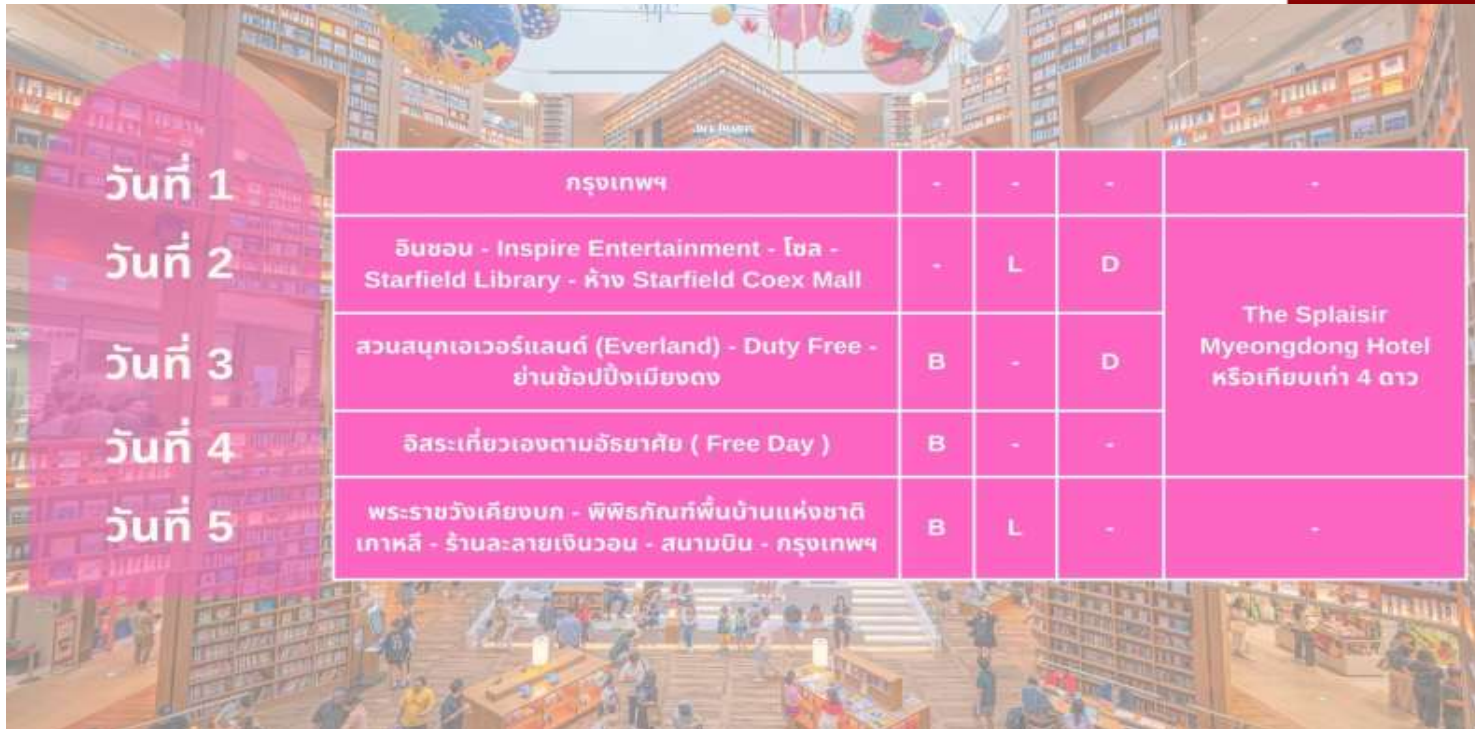 วันที่ 1
กรุงเทพฯ
-
-
-
-
วันที่ 2
อินชอน - Inspire Entertainment - โซล -
Starfield Library - ห้าง Starfield Coex Mall
-
L
D
The Splaisir
Myeongdong Hotel
หรือเทียบเท่า 4 ดาว
วันที่ 3
สวนสนุกเอเวอร์แลนด์ (Everland) - Duty Free -
ย่านช้อปปิ้งเมียงดง
B
-
D
วันที่ 4
อิสระเที่ยวเองตามอัธยาศัย ( Free Day )
B
-
-
วันที่ 5
พระราชวังเคียงบก - พิพิธภัณฑ์พื้นบ้านแห่งชาติ
เกาหลี - ร้านละลายเงินวอน - สนามบิน - กรุงเทพฯ
B
L
-
-